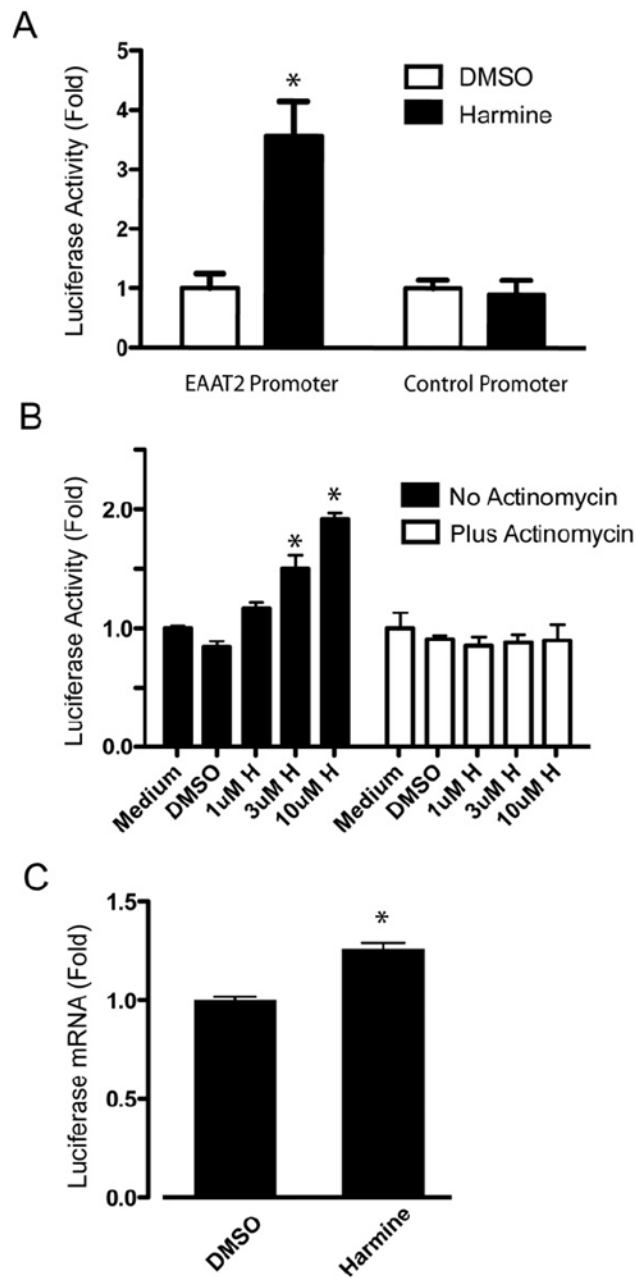 A
Luciferase Activity (Fold)
5
4
3
2
1
0
*
DMSO
Harmine
EAAT2 Promoter
Control Promoter
B
Luciferase Activity (Fold)
2.0
1.0
0.0
*
*
No Actinomycin
Plus Actinomycin
Medium
DMSO
1uM H
3uM H
10uM H
Medium
DMSO
1uM H
3uM H
10uM H
C
Luciferase mRNA (Fold)
1.5
1.0
0.5
0.0
*
DMSO
Harmine